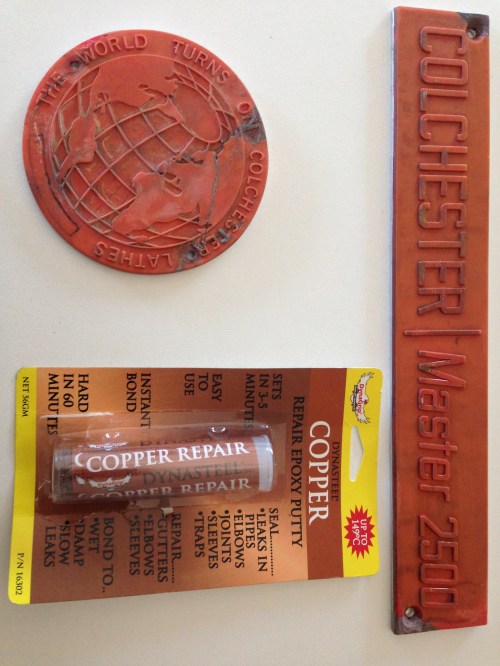 THE WORLD TURNS ON COLCHESTER LATHES
COLCHESTER | Master 2500
Dynasteel
UP TO
149°C
DYNASTEEL
COPPER
REPAIR EPOXY PUTTY
SETS
IN 3-5
MINUTES
EASY
TO
USE
INSTANT
BOND
HARD
IN 60
MINUTES
SEAL............
•LEAKS IN
PIPES
•ELBOWS
•JOINTS
•SLEEVES
•TRAPS
REPAIR......
•GUTTERS
•ELBOWS
•SLEEVES
BOND TO..
•WET
•DAMP
•SLOW
LEAKS
COPPER REPAIR
DYNASTEEL
COPPER REPAIR
NET 56GM
P/N 16302